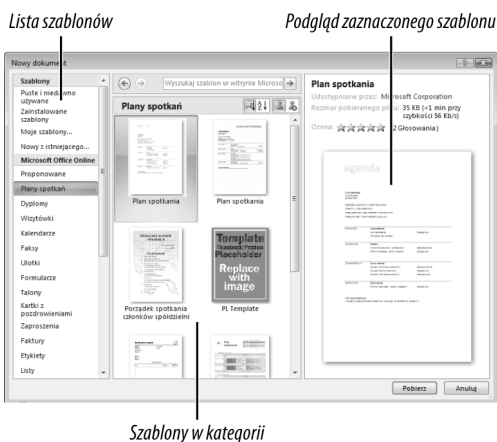 Lista szablonów
Podgląd zaznaczonego szablonu
Nowy dokument
Szablony
Puste i niedawno
używane
Zainstalowane
szablony
Moje szablony...
Nowy z istniejącego...
Microsoft Office Online
Proponowane
Plany spotkań
Dyplomy
Wizytówki
Kalendarze
Faksy
Ulotki
Formularze
Talony
Kartki z
pozdrowieniami
Zaproszenia
Faktury
Etykiety
Listy
Wyszukaj szablon w witrynie Microsc
Plany spotkań
Plan spotkania
Plan spotkania
Porządek spotkania
członków spółdzielni
Template
Placeholder
Replace
with
image
PL Template
Plan spotkania
Udostępnione przez: Microsoft Corporation
Rozmiar pobieranego pliku: 35 KB (<1 min przy
szybkości 56 Kb/s)
Ocena:
(2 Głosowania)
agenda
Pobierz
Anuluj
Szablony w kategorii